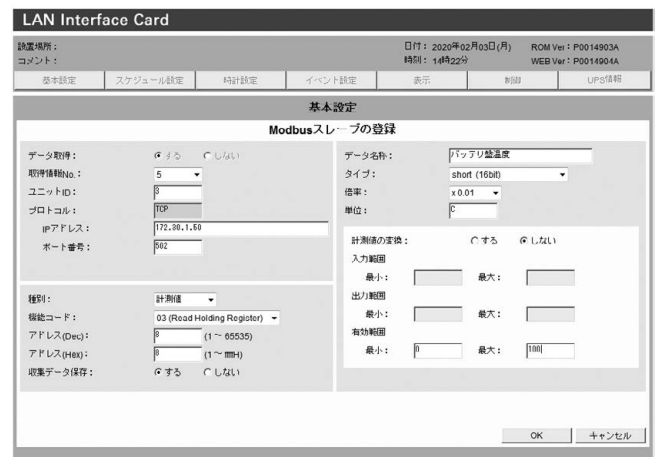 LAN Interface Card
設置場所：
コメント：
日付： 2020年02月03日(月)
時刻： 14時22分
ROM Ver : P0014903A
WEB Ver : P0014904A
基本設定 スケジュール設定 時計設定 イベント設定 表示 制御 UPS情報
基本設定
Modbusスレーブの登録
データ取得： する しない
取得情報No.： 5
ユニットID： 3
プロトコル： TCP
IPアドレス： 172.30.1.50
ポート番号： 502
種別： 計測値
機能コード： 03 (Read Holding Register)
アドレス(Dec)： 8 (1～ 65535)
アドレス(Hex)： 8 (1～ ffffH)
収集データ保存： する しない
データ名称： バッテリ盤温度
タイプ： short (16bit)
倍率： x 0.01
単位： C
計測値の変換： する しない
入力範囲
最小： 最大：
出力範囲
最小： 最大：
有効範囲
最小： 0 最大： 100
OK キャンセル